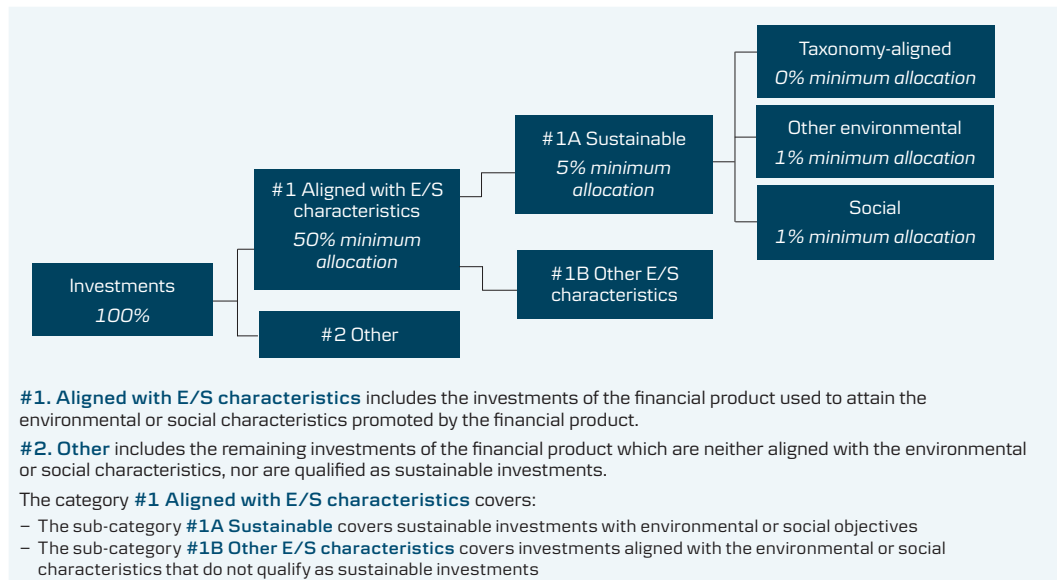 Investments
100%
#1 Aligned with E/S
characteristics
50% minimum
allocation
#2 Other
#1A Sustainable
5% minimum
allocation
#1B Other E/S
characteristics
Taxonomy-aligned
0% minimum allocation
Other environmental
1% minimum allocation
Social
1% minimum allocation
#1. Aligned with E/S characteristics includes the investments of the financial product used to attain the
environmental or social characteristics promoted by the financial product.
#2. Other includes the remaining investments of the financial product which are neither aligned with the environmental
or social characteristics, nor are qualified as sustainable investments.
The category #1 Aligned with E/S characteristics covers:
– The sub-category #1A Sustainable covers sustainable investments with environmental or social objectives
– The sub-category #1B Other E/S characteristics covers investments aligned with the environmental or social
characteristics that do not qualify as sustainable investments